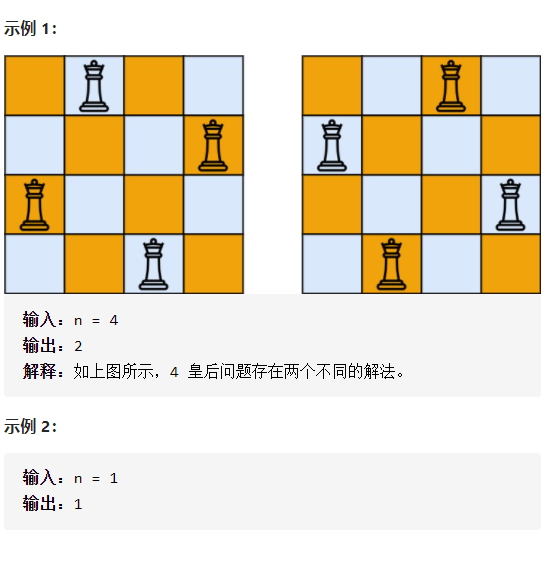 示例 1：
输入：n = 4
输出：2
解释：如上图所示，4 皇后问题存在两个不同的解法。
示例 2：
输入：n = 1
输出：1